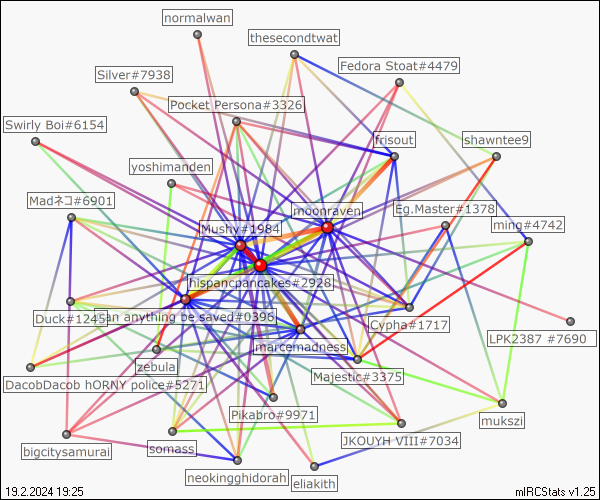 normalwan
thesecondtwat
Fedora Stoat#4479
Silver#7938
Pocket Persona#3326
Swirly Boi#6154
frisout
shawntee9
yoshimanden
Madネコ#6901
moonraven
Eg.Master#1378
Mushy#1984
ming#4742
hispancpancakes#2928
Duck#1245
an anything be saved#0396
Cypha#1717
LPK2387 #7690
marcemadness
zebula
Majestic#3375
DacobDacob hORNY police#5271
Pikabro#9971
mukszi
JKOUYH VIII#7034
bigcitysamurai
somass
neokingghidorah
eliakith
19.2.2024 19:25
mIRCStats v1.25